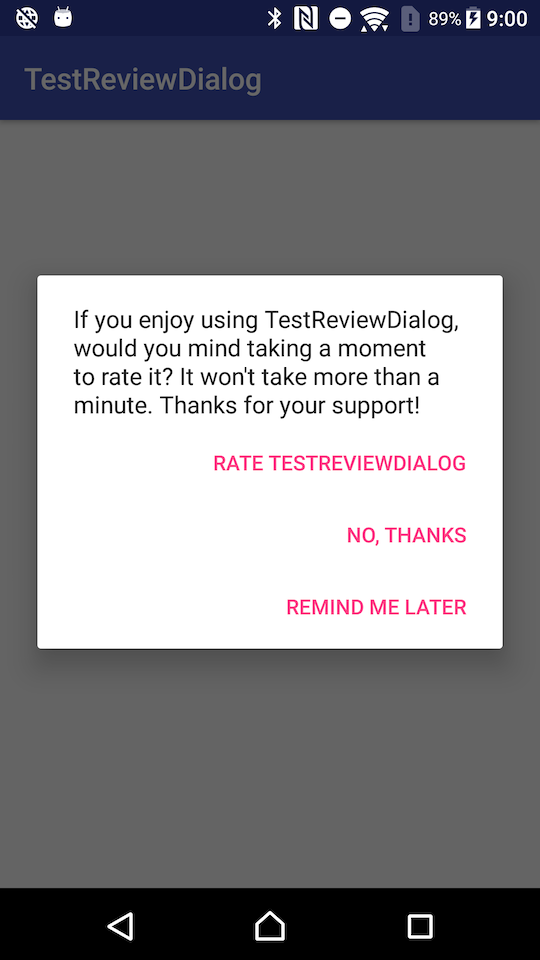 89% 9:00
TestReviewDialog
If you enjoy using TestReviewDialog,
would you mind taking a moment
to rate it? It won't take more than a
minute. Thanks for your support!
RATE TESTREVIEWDIALOG
NO, THANKS
REMIND ME LATER